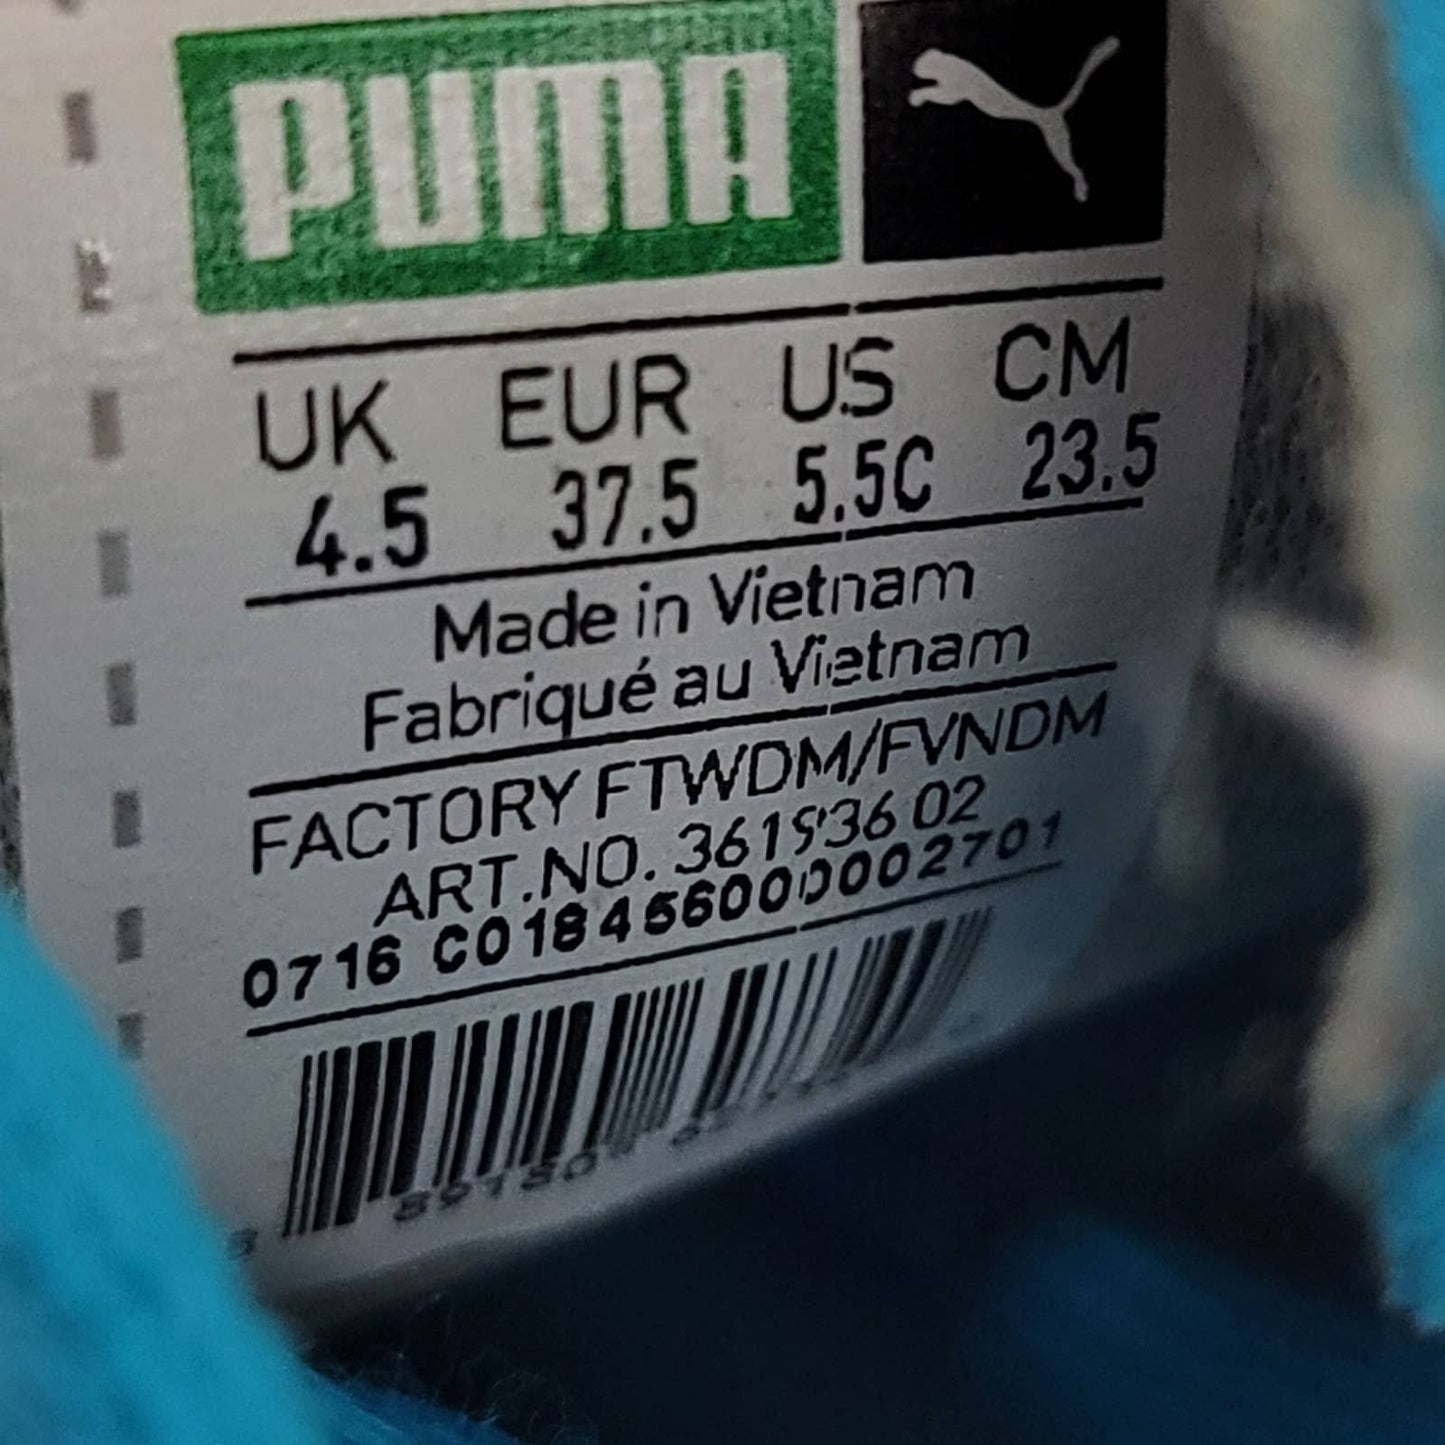 PUMA
UK EUR US CM
4.5 37.5 5.5C 23.5
Made in Vietnam
Fabriqué au Vietnam
FACTORY FTWDM/FVNDM
ART.NO. 361936 02
0716 C0184566000002701